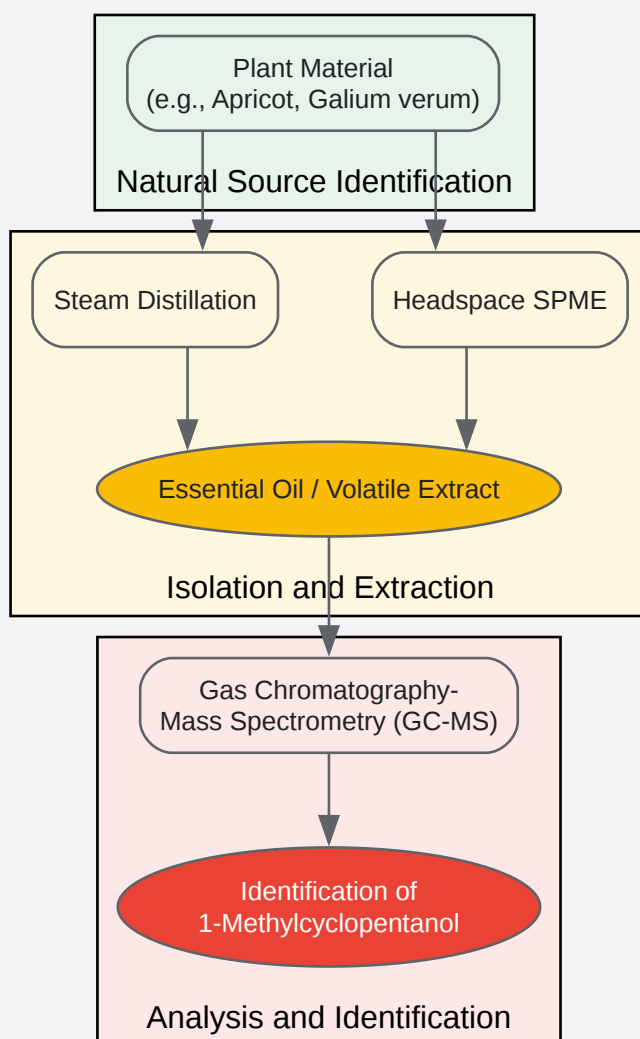 Plant Material
(e.g., Apricot, Galium verum)
Natural Source Identification
Steam Distillation
Headspace SPME
Essential Oil / Volatile Extract
Isolation and Extraction
Gas Chromatography-
Mass Spectrometry (GC-MS)
Identification of
1-Methylcyclopentanol
Analysis and Identification